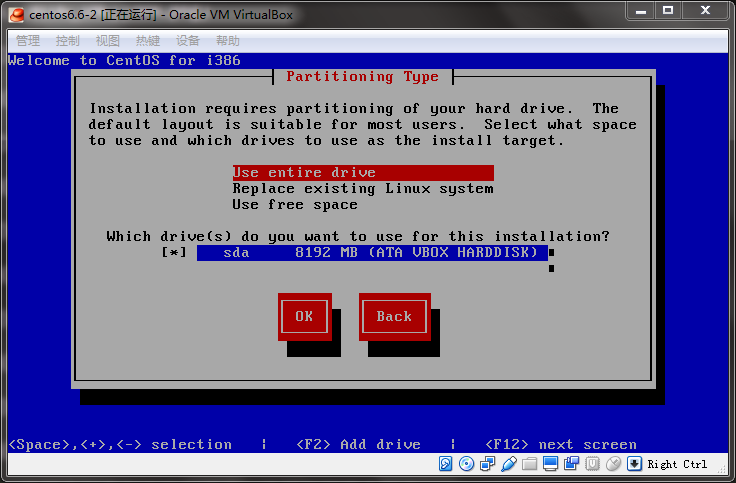 centos6.6-2 [正在运行] - Oracle VM VirtualBox
管理 控制 视图 热键 设备 帮助
Welcome to CentOS for i386
Partitioning Type
Installation requires partitioning of your hard drive.  The
default layout is suitable for most users.  Select what space
to use and which drives to use as the install target.
Use entire drive
Replace existing Linux system
Use free space
Which drive(s) do you want to use for this installation?
[*] sda 8192 MB (ATA VBOX HARDDISK)
OK Back
<Space>,<+>,<-> selection | <F2> Add drive | <F12> next screen
Right Ctrl